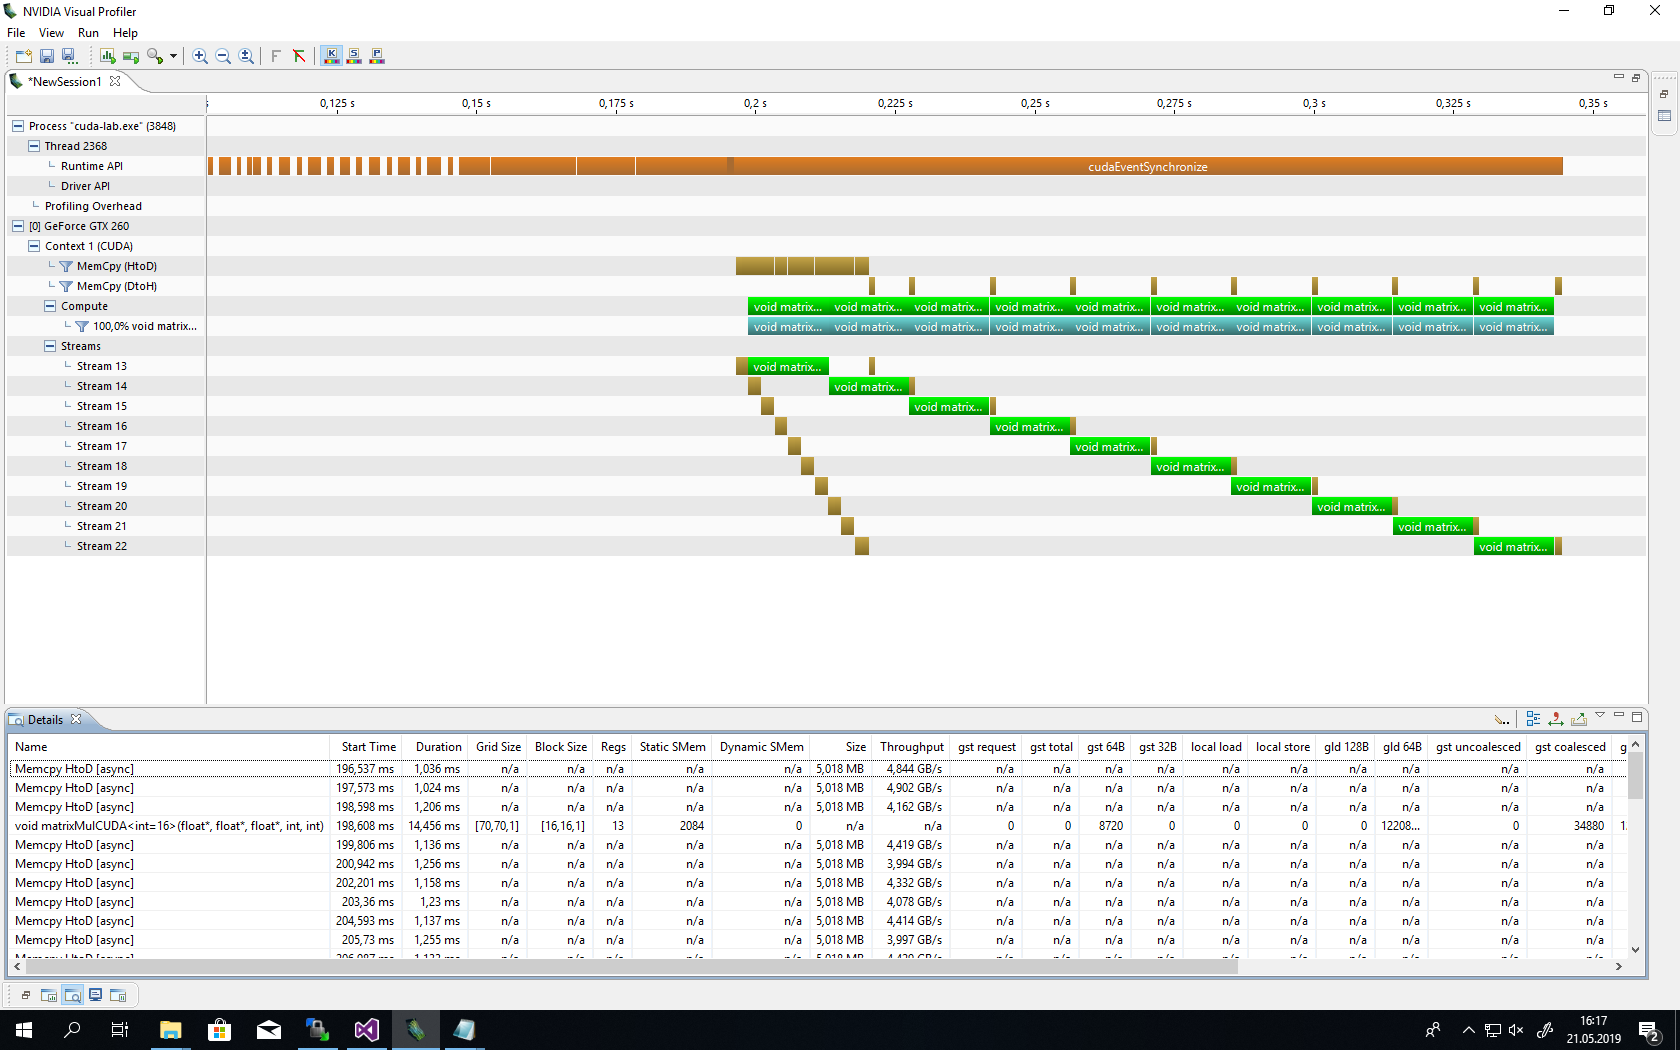 NVIDIA Visual Profiler
File View Run Help
*NewSession1
0,125 s 0,15 s 0,175 s 0,2 s 0,225 s 0,25 s 0,275 s 0,3 s 0,325 s 0,35 s
Process "cuda-lab.exe" (3848)
Thread 2368
Runtime API cudaEventSynchronize
Driver API
Profiling Overhead
[0] GeForce GTX 260
Context 1 (CUDA)
MemCpy (HtoD)
MemCpy (DtoH)
Compute void matrix... void matrix... void matrix... void matrix... void matrix... void matrix... void matrix... void matrix... void matrix... void matrix...
100,0% void matrix... void matrix... void matrix... void matrix... void matrix... void matrix... void matrix... void matrix... void matrix... void matrix... void matrix...
Streams
Stream 13 void matrix...
Stream 14 void matrix...
Stream 15 void matrix...
Stream 16 void matrix...
Stream 17 void matrix...
Stream 18 void matrix...
Stream 19 void matrix...
Stream 20 void matrix...
Stream 21 void matrix...
Stream 22 void matrix...
Details
Name Start Time Duration Grid Size Block Size Regs Static SMem Dynamic SMem Size Throughput gst request gst total gst 64B gst 32B local load local store gld 128B gld 64B gst uncoalesced gst coalesced g
Memcpy HtoD [async] 196,537 ms 1,036 ms n/a n/a n/a n/a n/a 5,018 MB 4,844 GB/s n/a n/a n/a n/a n/a n/a n/a n/a n/a n/a
Memcpy HtoD [async] 197,573 ms 1,024 ms n/a n/a n/a n/a n/a 5,018 MB 4,902 GB/s n/a n/a n/a n/a n/a n/a n/a n/a n/a n/a
Memcpy HtoD [async] 198,598 ms 1,206 ms n/a n/a n/a n/a n/a 5,018 MB 4,162 GB/s n/a n/a n/a n/a n/a n/a n/a n/a n/a n/a
void matrixMulCUDA<int=16>(float*, float*, float*, int, int) 198,608 ms 14,456 ms [70,70,1] [16,16,1] 13 2084 0 n/a n/a 0 0 8720 0 0 0 0 12208... 0 34880 1.
Memcpy HtoD [async] 199,806 ms 1,136 ms n/a n/a n/a n/a n/a 5,018 MB 4,419 GB/s n/a n/a n/a n/a n/a n/a n/a n/a n/a n/a
Memcpy HtoD [async] 200,942 ms 1,256 ms n/a n/a n/a n/a n/a 5,018 MB 3,994 GB/s n/a n/a n/a n/a n/a n/a n/a n/a n/a n/a
Memcpy HtoD [async] 202,201 ms 1,158 ms n/a n/a n/a n/a n/a 5,018 MB 4,332 GB/s n/a n/a n/a n/a n/a n/a n/a n/a n/a n/a
Memcpy HtoD [async] 203,36 ms 1,23 ms n/a n/a n/a n/a n/a 5,018 MB 4,078 GB/s n/a n/a n/a n/a n/a n/a n/a n/a n/a n/a
Memcpy HtoD [async] 204,593 ms 1,137 ms n/a n/a n/a n/a n/a 5,018 MB 4,414 GB/s n/a n/a n/a n/a n/a n/a n/a n/a n/a n/a
Memcpy HtoD [async] 205,73 ms 1,255 ms n/a n/a n/a n/a n/a 5,018 MB 3,997 GB/s n/a n/a n/a n/a n/a n/a n/a n/a n/a n/a
16:17
21.05.2019
2